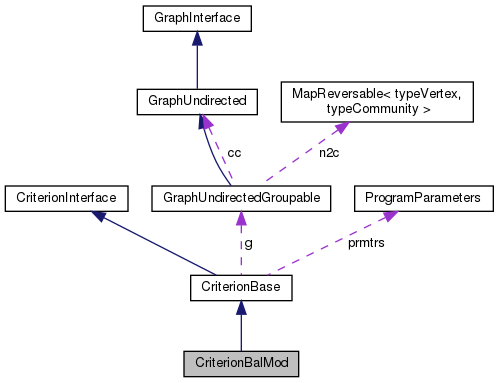 GraphInterface
GraphUndirected
MapReversable< typeVertex,
typeCommunity >
cc
n2c
CriterionInterface
GraphUndirectedGroupable
ProgramParameters
g
prmtrs
CriterionBase
CriterionBalMod